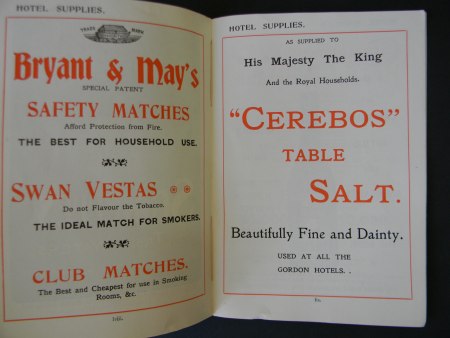 HOTEL SUPPLIES.
TRADE MARK
Bryant & May's
SPECIAL PATENT
SAFETY MATCHES
Afford Protection from Fire.
THE BEST FOR HOUSEHOLD USE.
SWAN VESTAS
Do not Flavour the Tobacco.
THE IDEAL MATCH FOR SMOKERS.
CLUB MATCHES.
The Best and Cheapest for use in Smoking
Rooms, &c.
HOTEL SUPPLIES.
AS SUPPLIED TO
His Majesty The King
And the Royal Households.
"CEREBOS"
TABLE
SALT.
Beautifully Fine and Dainty.
USED AT ALL THE
GORDON HOTELS. . .